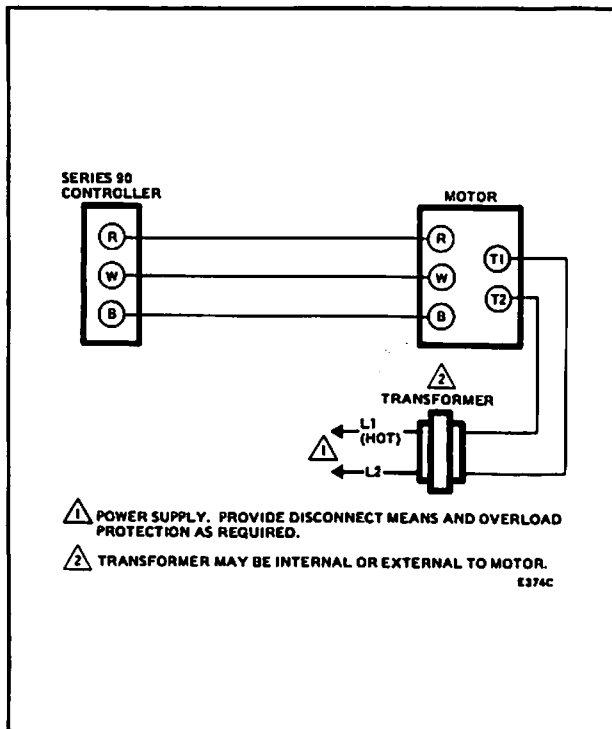 SERIES 90
CONTROLLER
MOTOR
R
R
W
W
B
B
T1
T2
2
TRANSFORMER
L1
(HOT)
1
L2
1 POWER SUPPLY. PROVIDE DISCONNECT MEANS AND OVERLOAD
PROTECTION AS REQUIRED.
2 TRANSFORMER MAY BE INTERNAL OR EXTERNAL TO MOTOR.
E374C